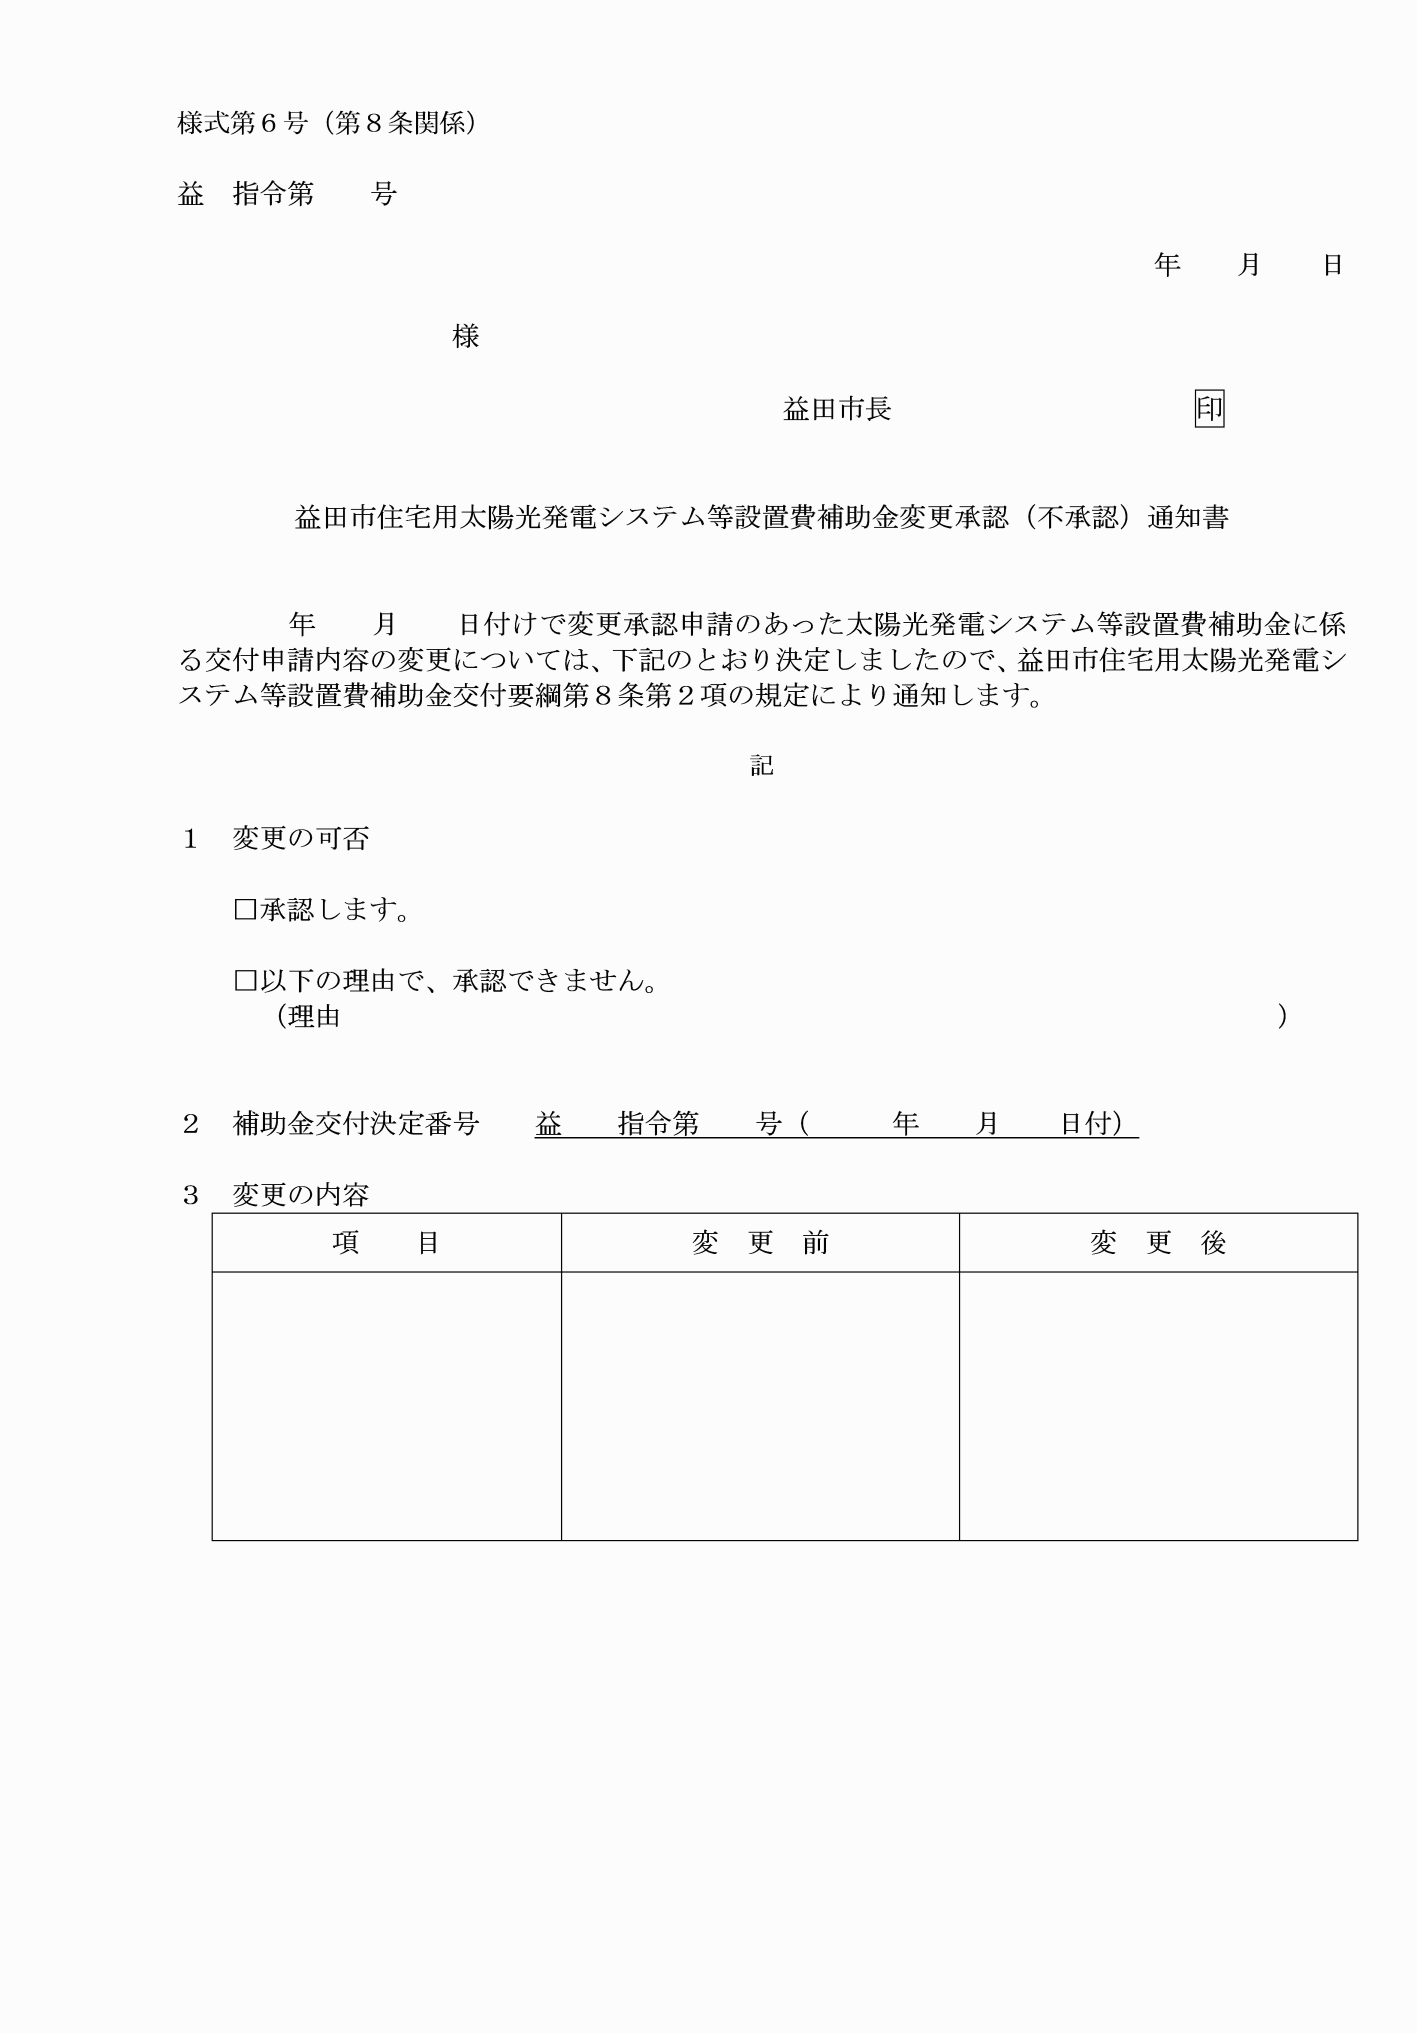 様式第６号（第８条関係）
益　指令第　　号
年　　月　　日
様
益田市長　　　　　　　　　　　印
益田市住宅用太陽光発電システム等設置費補助金変更承認（不承認）通知書
年　　月　　日付けで変更承認申請のあった太陽光発電システム等設置費補助金に係
る交付申請内容の変更については、下記のとおり決定しましたので、益田市住宅用太陽光発電シ
ステム等設置費補助金交付要綱第８条第２項の規定により通知します。
記
１　変更の可否
□承認します。
□以下の理由で、承認できません。
（理由　　　　　　　　　　　　　　　　　　　　　　　　　　　　　　　　　　）
２　補助金交付決定番号　　益　　指令第　　号（　　　年　　月　　日付）
３　変更の内容
項　　目　　変　更　前　　変　更　後